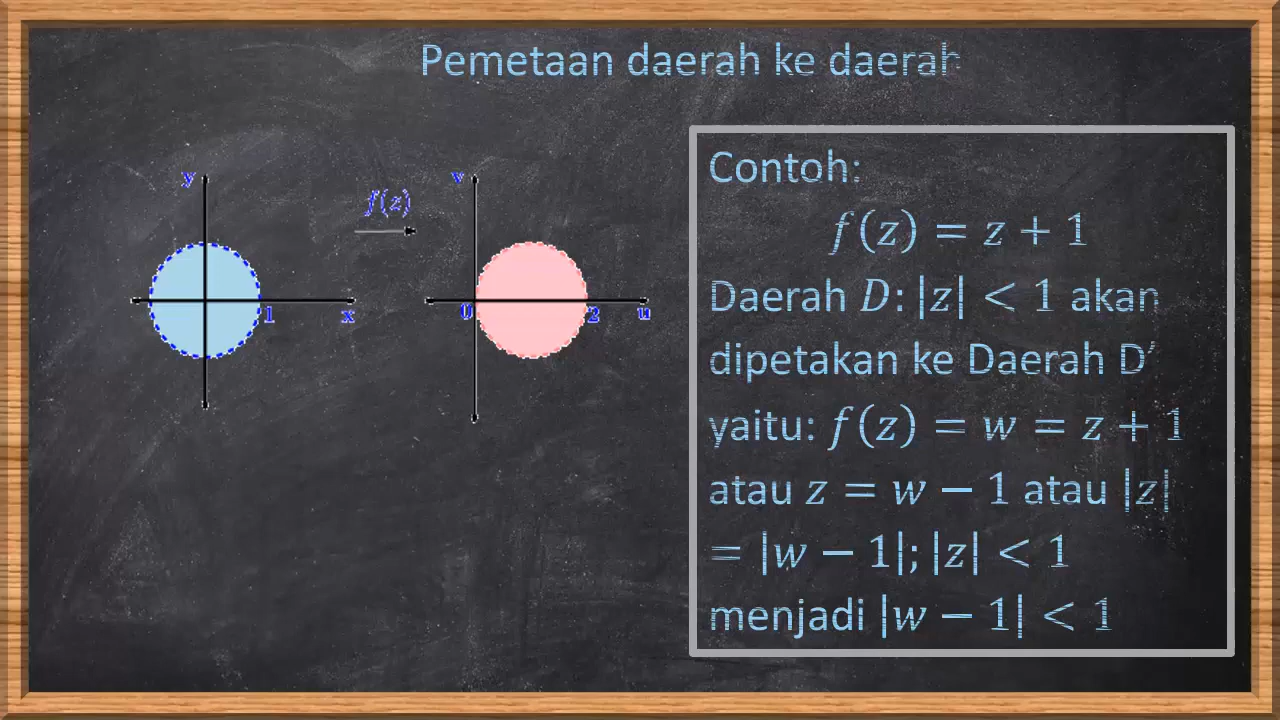 Pemetaan daerah ke daerah
y
f(z)
v
1
x
0
2
u
Contoh:
f(z) = z + 1
Daerah D: |z| < 1 akan
dipetakan ke Daerah D'
yaitu: f(z) = w = z + 1
atau z = w − 1 atau |z|
= |w − 1|; |z| < 1
menjadi |w − 1| < 1